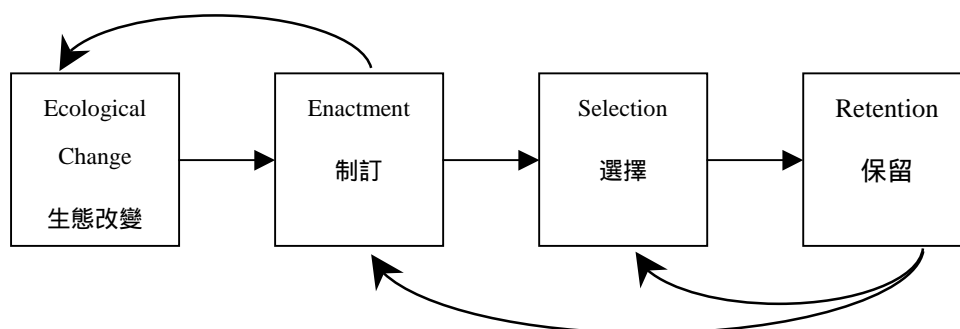 Ecological
Change
生態改變
Enactment
制訂
Selection
選擇
Retention
保留